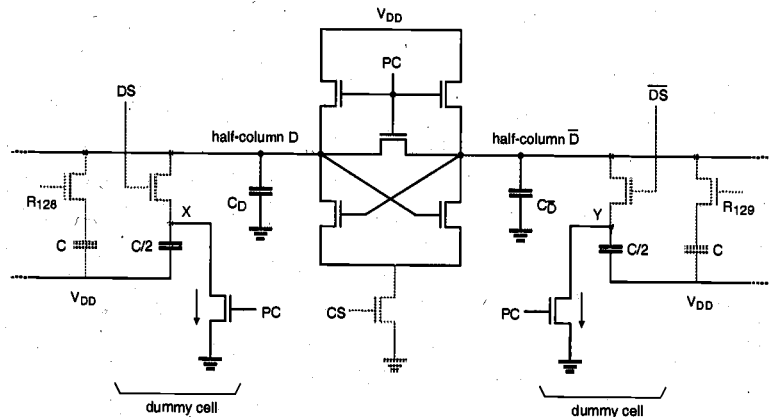 V_DD
PC
DS
D̅S̅
half-column D
half-column D̅
R_128
C_D
C_D̅
R_129
X
Y
C
C/2
C/2
C
V_DD
V_DD
PC
CS
PC
dummy cell
dummy cell